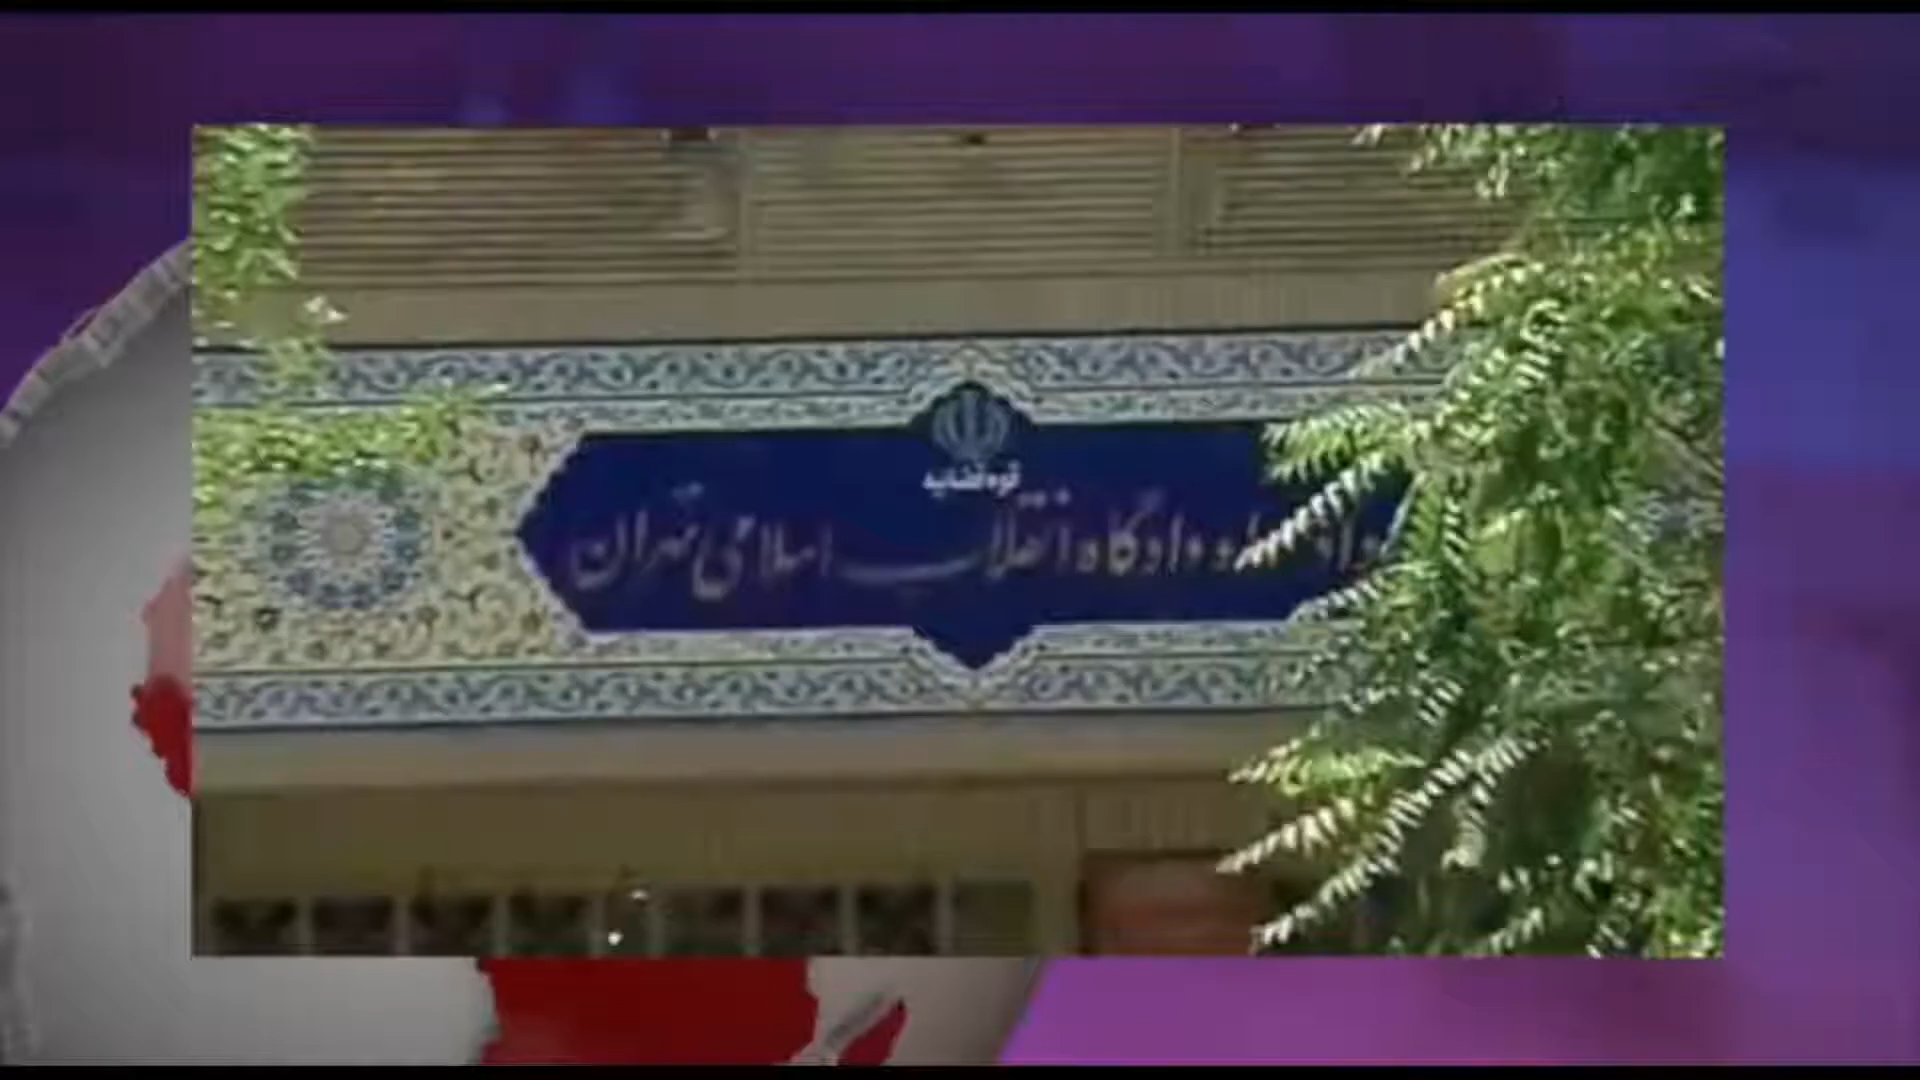 قوه قضاییه
و دادگاه انقلاب اسلامی تهران